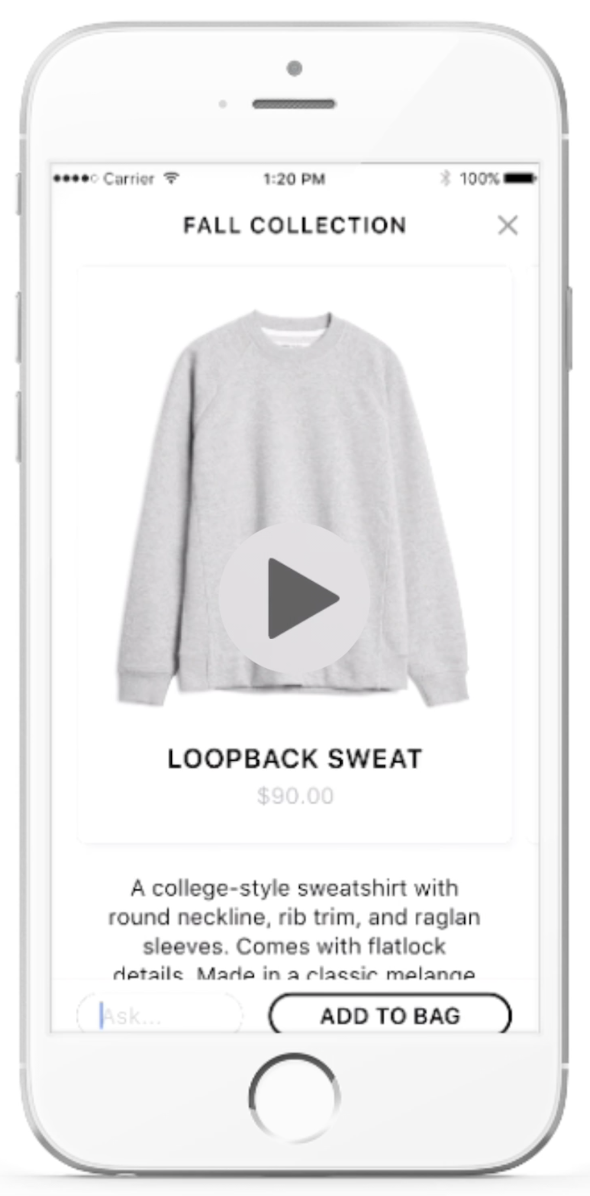 Carrier 1:20 PM 100%
FALL COLLECTION
LOOPBACK SWEAT
$90.00
A college-style sweatshirt with
round neckline, rib trim, and raglan
sleeves. Comes with flatlock
details. Made in a classic melange
Ask...
ADD TO BAG